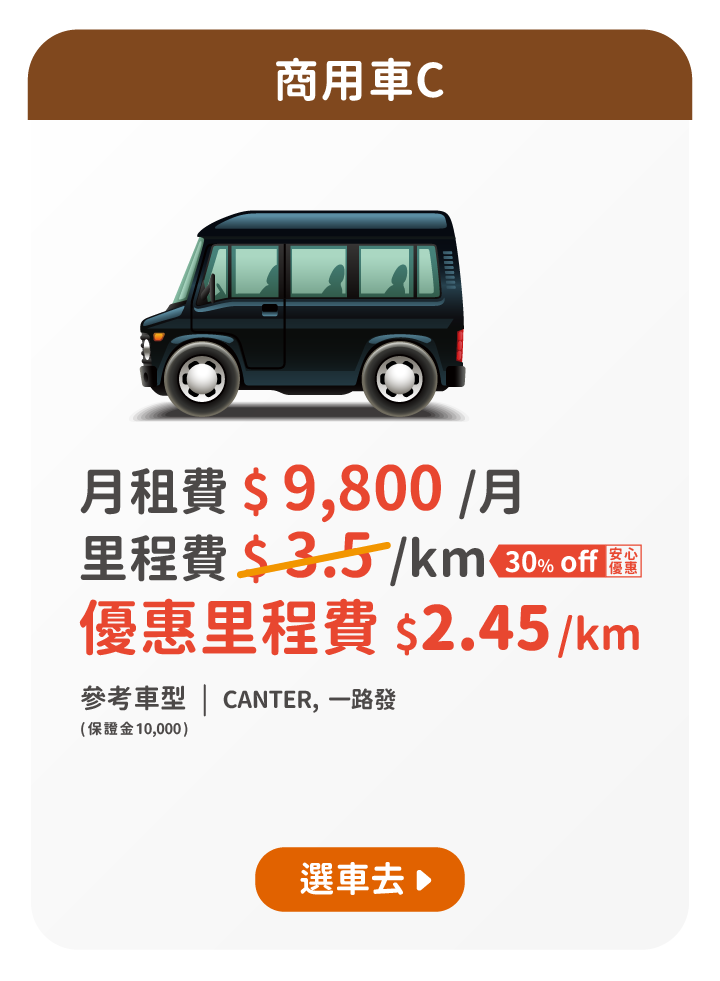 商用車C
月租費 $ 9,800 /月
里程費 $ 3.5 /km 30% off 安心優惠
優惠里程費 $2.45/km
參考車型 | CANTER, 一路發
(保證金10,000)
選車去